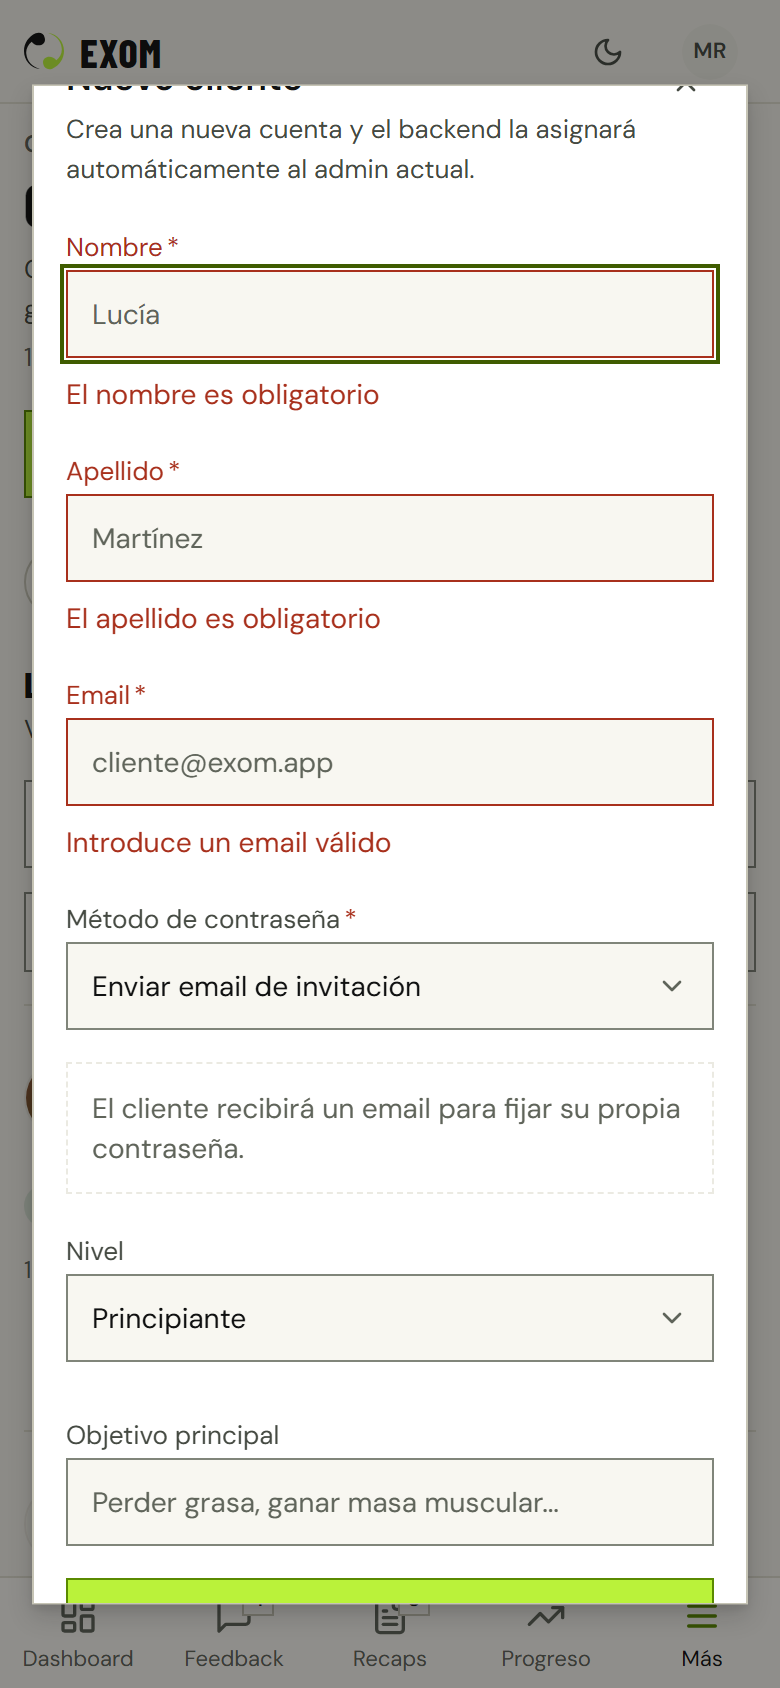 EXOM
MR
Nuevo cliente
Crea una nueva cuenta y el backend la asignará
automáticamente al admin actual.
Nombre *
Lucía
El nombre es obligatorio
Apellido *
Martínez
El apellido es obligatorio
Email *
cliente@exom.app
Introduce un email válido
Método de contraseña *
Enviar email de invitación
El cliente recibirá un email para fijar su propia
contraseña.
Nivel
Principiante
Objetivo principal
Perder grasa, ganar masa muscular...
Dashboard
Feedback
Recaps
Progreso
Más